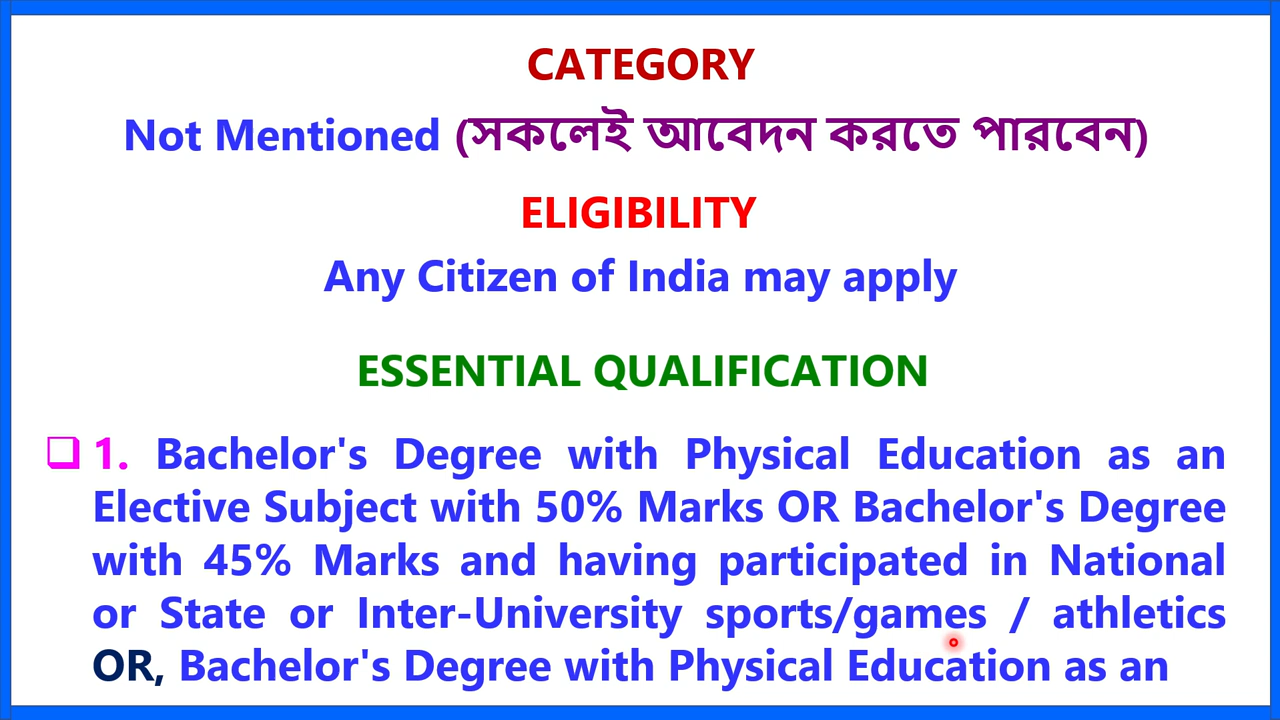 CATEGORY
Not Mentioned (সকলেই আবেদন করতে পারবেন)
ELIGIBILITY
Any Citizen of India may apply
ESSENTIAL QUALIFICATION
❑ 1. Bachelor's Degree with Physical Education as an
Elective Subject with 50% Marks OR Bachelor's Degree
with 45% Marks and having participated in National
or State or Inter-University sports/games / athletics
OR, Bachelor's Degree with Physical Education as an